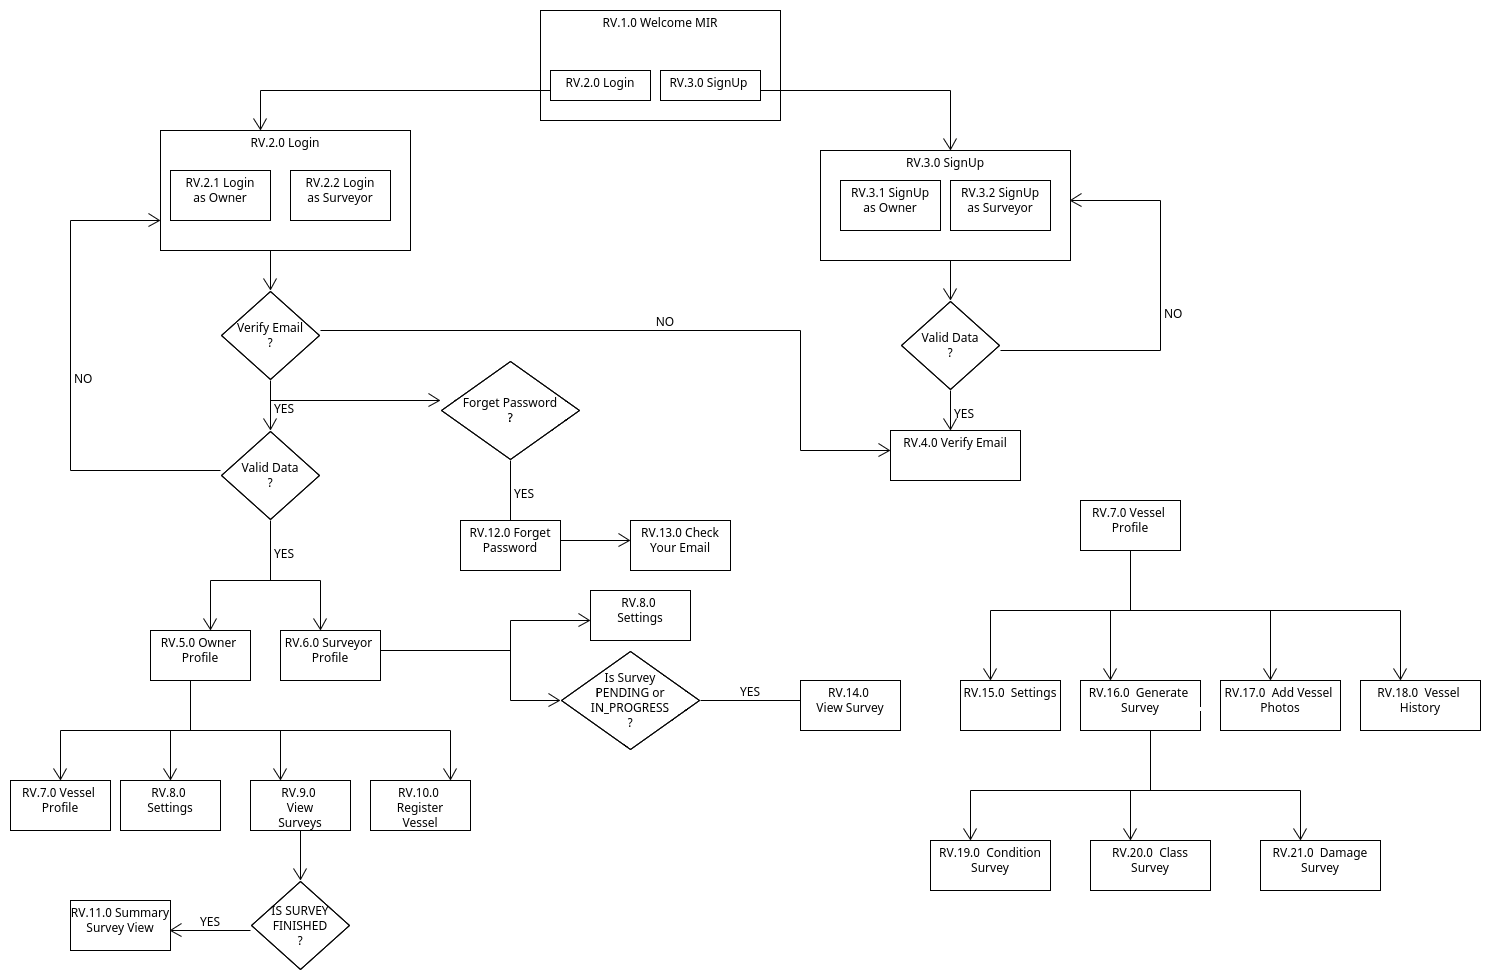 RV.1.0 Welcome MIR
RV.2.0 Login
RV.3.0 SignUp
RV.2.0 Login
RV.2.1 Login
as Owner
RV.2.2 Login
as Surveyor
RV.3.0 SignUp
RV.3.1 SignUp
as Owner
RV.3.2 SignUp
as Surveyor
Verify Email
?
NO
Valid Data
?
NO
NO
YES
Forget Password
?
YES
RV.4.0 Verify Email
Valid Data
?
YES
RV.12.0 Forget
Password
RV.13.0 Check
Your Email
RV.7.0 Vessel
Profile
YES
RV.5.0 Owner
Profile
RV.6.0 Surveyor
Profile
RV.8.0
Settings
Is Survey
PENDING or
IN_PROGRESS
?
YES
RV.14.0
View Survey
RV.15.0  Settings
RV.16.0  Generate
Survey
RV.17.0  Add Vessel
Photos
RV.18.0  Vessel
History
RV.7.0 Vessel
Profile
RV.8.0
Settings
RV.9.0
View
Surveys
RV.10.0
Register
Vessel
RV.19.0  Condition
Survey
RV.20.0  Class
Survey
RV.21.0  Damage
Survey
RV.11.0 Summary
Survey View
YES
IS SURVEY
FINISHED
?